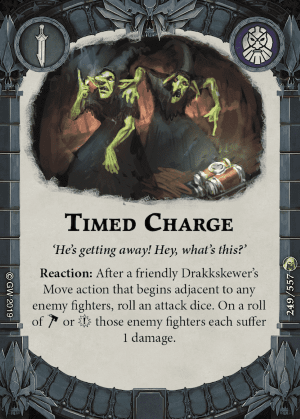 TIMED CHARGE
‘He's getting away! Hey, what's this?’
Reaction: After a friendly Drakkskewer's
Move action that begins adjacent to any
enemy fighters, roll an attack dice. On a roll
of or those enemy fighters each suffer
1 damage.
© GW 2019
249/557